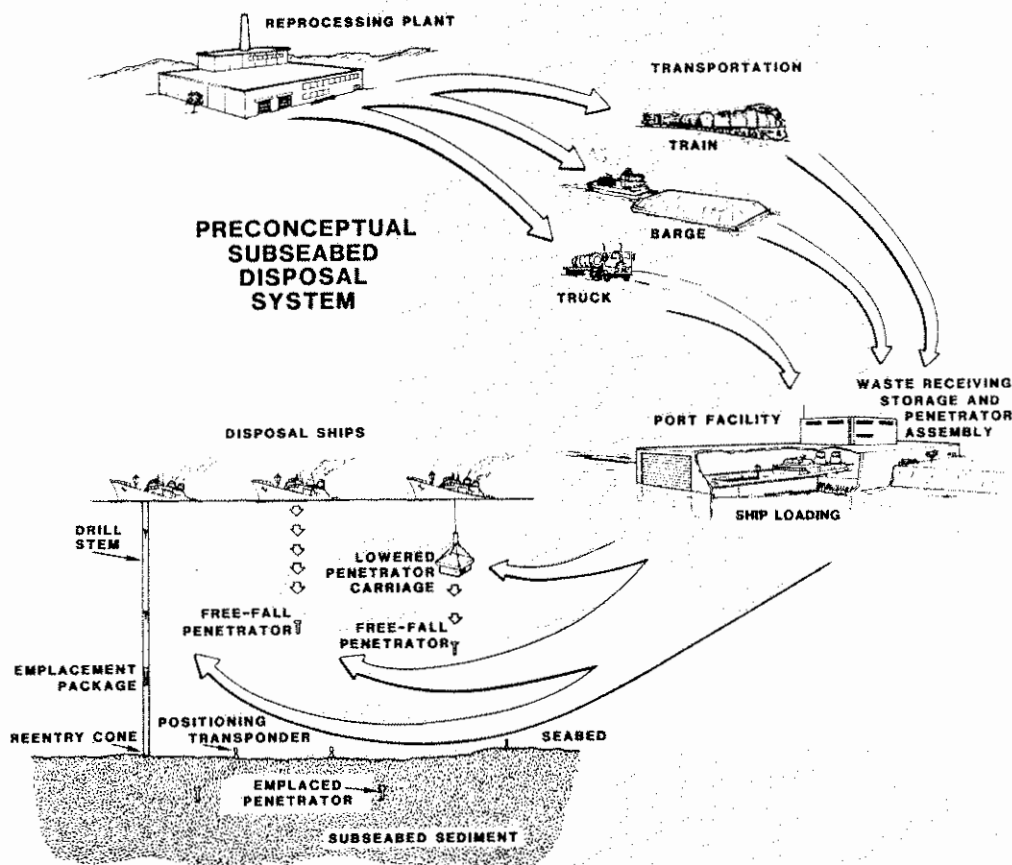 REPROCESSING PLANT
TRANSPORTATION
TRAIN
BARGE
TRUCK
PRECONCEPTUAL
SUBSEABED
DISPOSAL
SYSTEM
WASTE RECEIVING
STORAGE AND
PENETRATOR
ASSEMBLY
PORT FACILITY
SHIP LOADING
DISPOSAL SHIPS
DRILL
STEM
LOWERED
PENETRATOR
CARRIAGE
FREE-FALL
PENETRATOR
FREE-FALL
PENETRATOR
EMPLACEMENT
PACKAGE
REENTRY CONE
POSITIONING
TRANSPONDER
SEABED
EMPLACED
PENETRATOR
SUBSEABED SEDIMENT